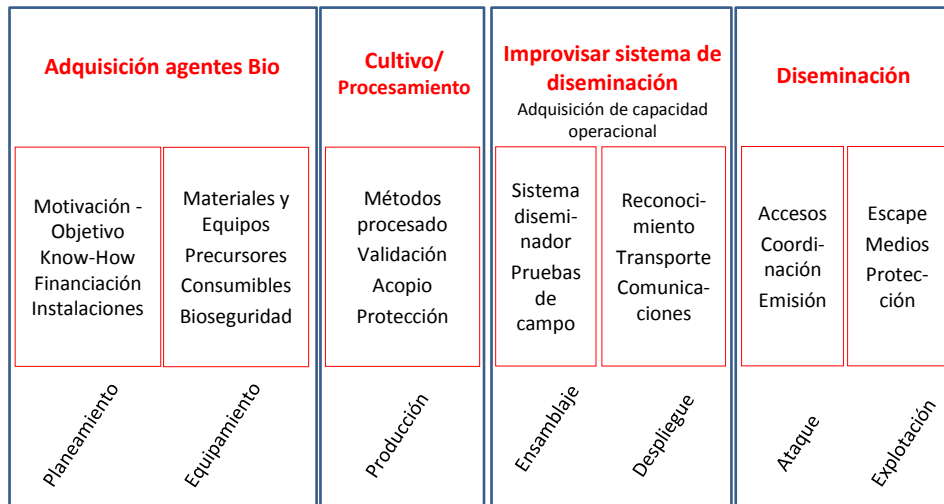 Adquisición agentes Bio
Motivación -
Objetivo
Know-How
Financiación
Instalaciones
Materiales y
Equipos
Precursores
Consumibles
Bioseguridad
Planeamiento
Equipamiento
Cultivo/
Procesamiento
Métodos
procesado
Validación
Acopio
Protección
Producción
Improvisar sistema de
diseminación
Adquisición de capacidad
operacional
Sistema
disemi-
nador
Pruebas
de
campo
Reconoci-
miento
Transporte
Comunica-
ciones
Ensamblaje
Despliegue
Diseminación
Accesos
Coordi-
nación
Emisión
Escape
Medios
Protec-
ción
Ataque
Explotación